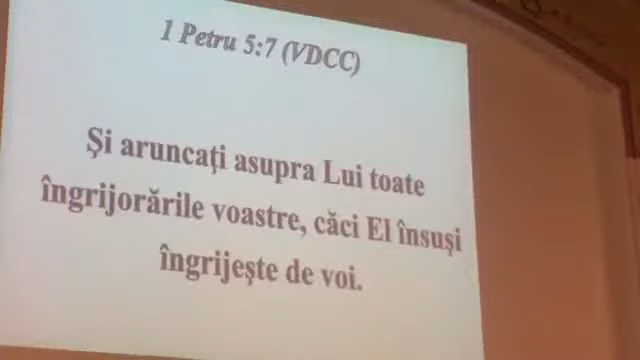 1 Petru 5:7 (VDCC)
Şi aruncaţi asupra Lui toate
îngrijorările voastre, căci El însuşi
îngrijeşte de voi.